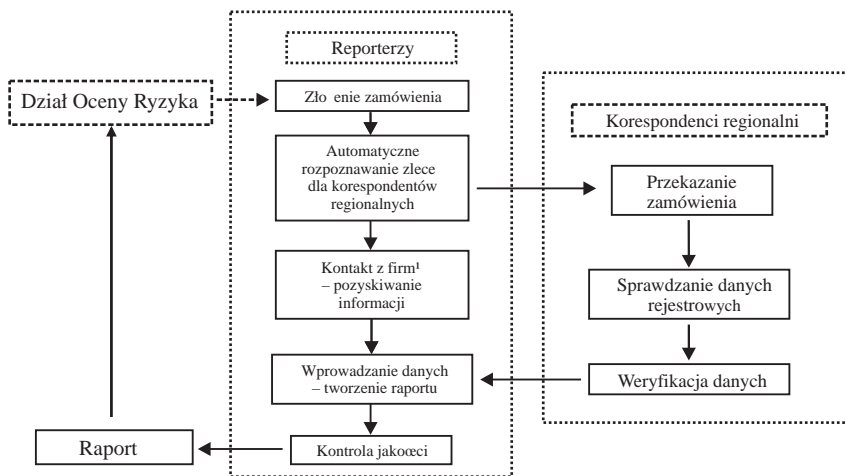 Reporterzy
Dział Oceny Ryzyka
Zło enie zamówienia
Korespondenci regionalni
Automatyczne
rozpoznawanie zlece
dla korespondentów
regionalnych
Przekazanie
zamówienia
Kontakt z firm¹
– pozyskiwanie
informacji
Sprawdzanie danych
rejestrowych
Wprowadzanie danych
– tworzenie raportu
Weryfikacja danych
Raport
Kontrola jakoœci